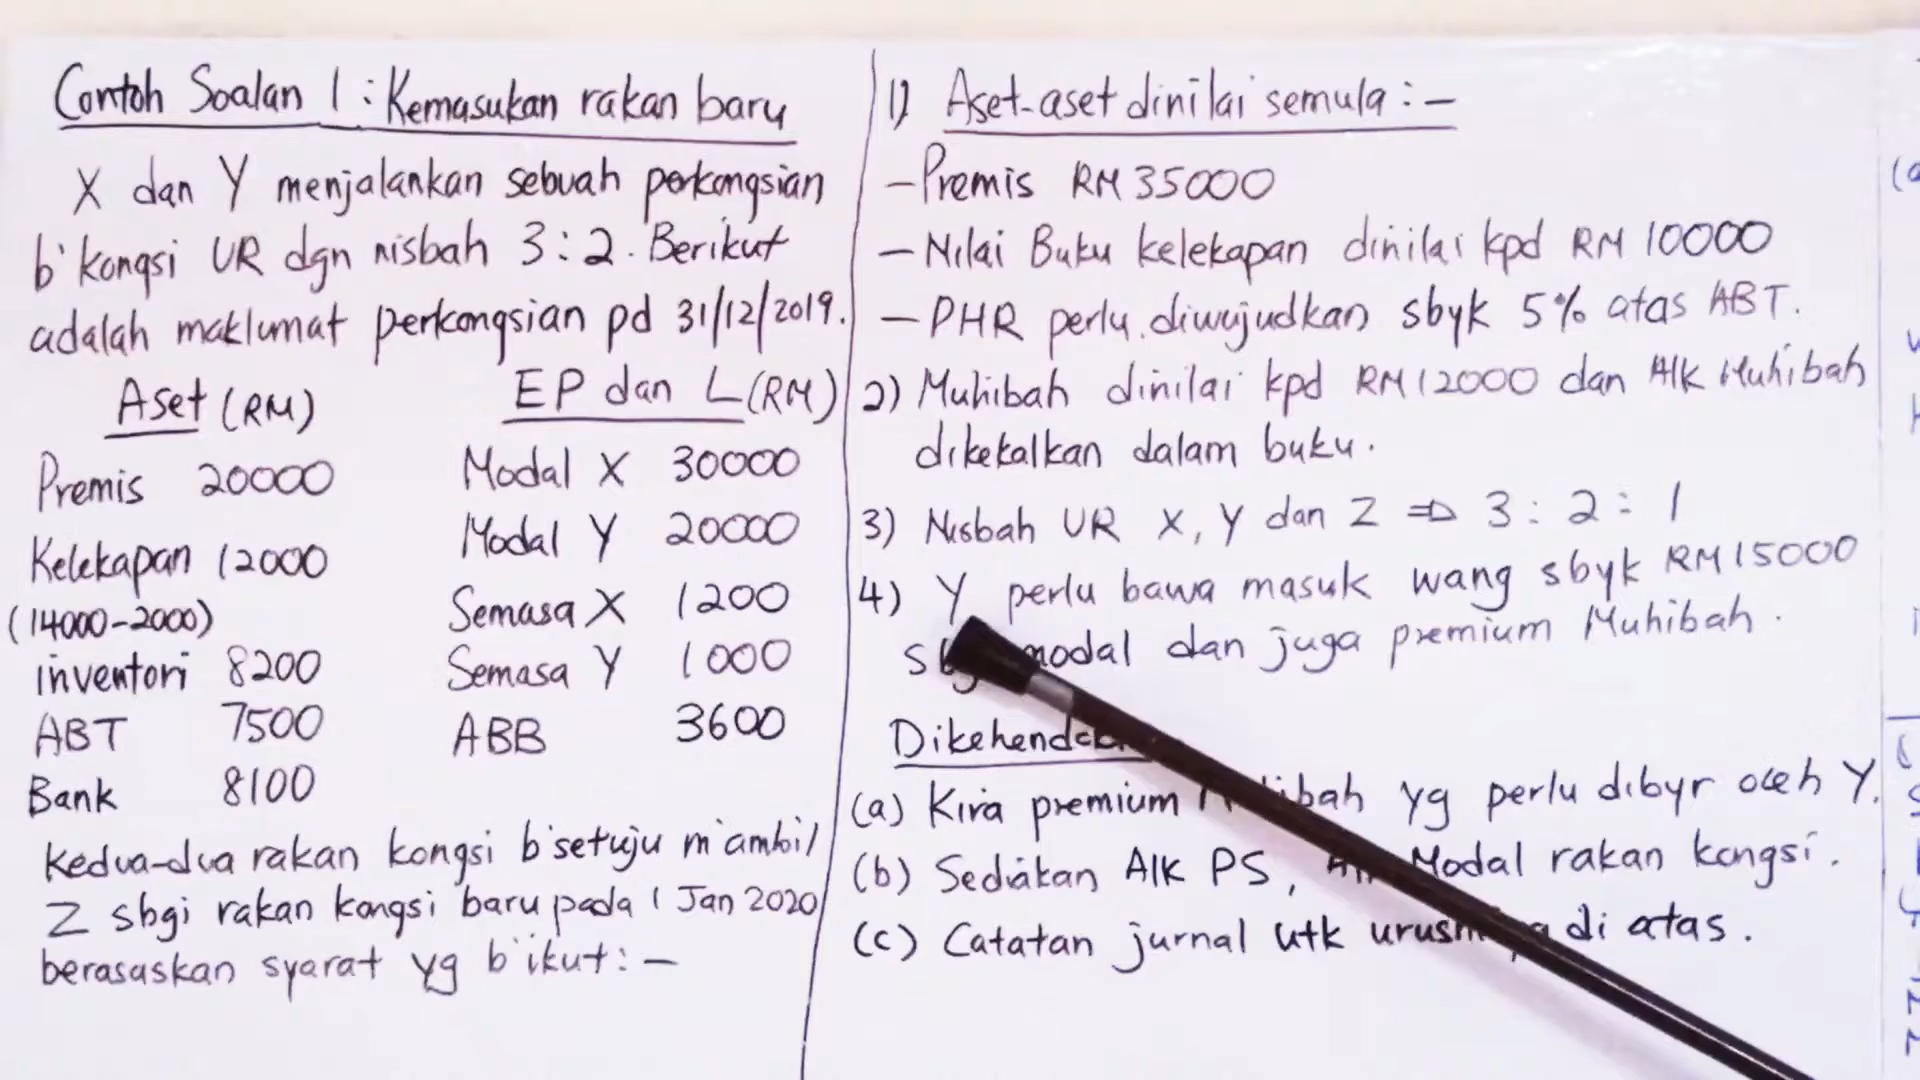 Contoh Soalan 1 : Kemasukan rakan baru
X dan Y menjalankan sebuah perkongsian
b'kongsi UR dgn nisbah 3 : 2. Berikut
adalah maklumat perkongsian pd 31/12/2019.
Aset (RM) EP dan L (RM)
Premis 20000 Modal X 30000
Kelekapan 12000 Modal Y 20000
(14000-2000) Semasa X 1200
inventori 8200 Semasa Y 1000
ABT 7500 ABB 3600
Bank 8100
Kedua-dua rakan kongsi b'setuju m'ambil
Z sbgi rakan kongsi baru pada 1 Jan 2020
berasaskan syarat yg b'ikut: -
1) Aset-aset dinilai semula : -
- Premis RM 35000
- Nilai Buku kelekapan dinilai kpd RM 10000
- PHR perlu diwujudkan sbyk 5% atas ABT.
2) Muhibah dinilai kpd RM 12000 dan A/k Muhibah
dikekalkan dalam buku.
3) Nisbah UR X, Y dan Z ⇒ 3 : 2 : 1
4) Y perlu bawa masuk wang sbyk RM 15000
modal dan juga premium Muhibah.
(a) Kira premium yg perlu dibyr oleh Y.
(b) Sediakan A/k PS, Modal rakan kongsi.
(c) Catatan jurnal utk di atas.